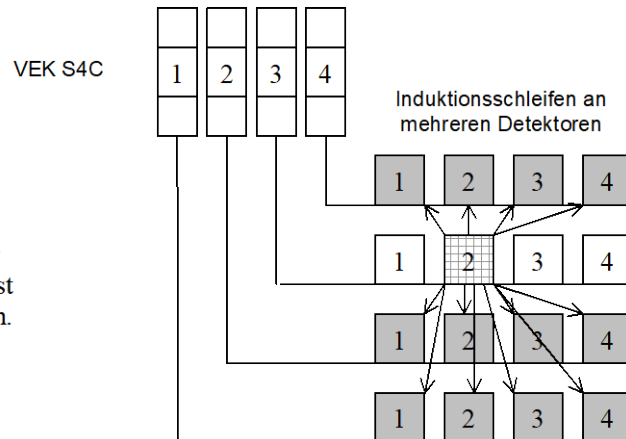 VEK S4C
1 2 3 4
Induktionsschleifen an
mehreren Detektoren
1 2 3 4
1 2 3 4
st
n.
1 2 3 4
1 2 3 4